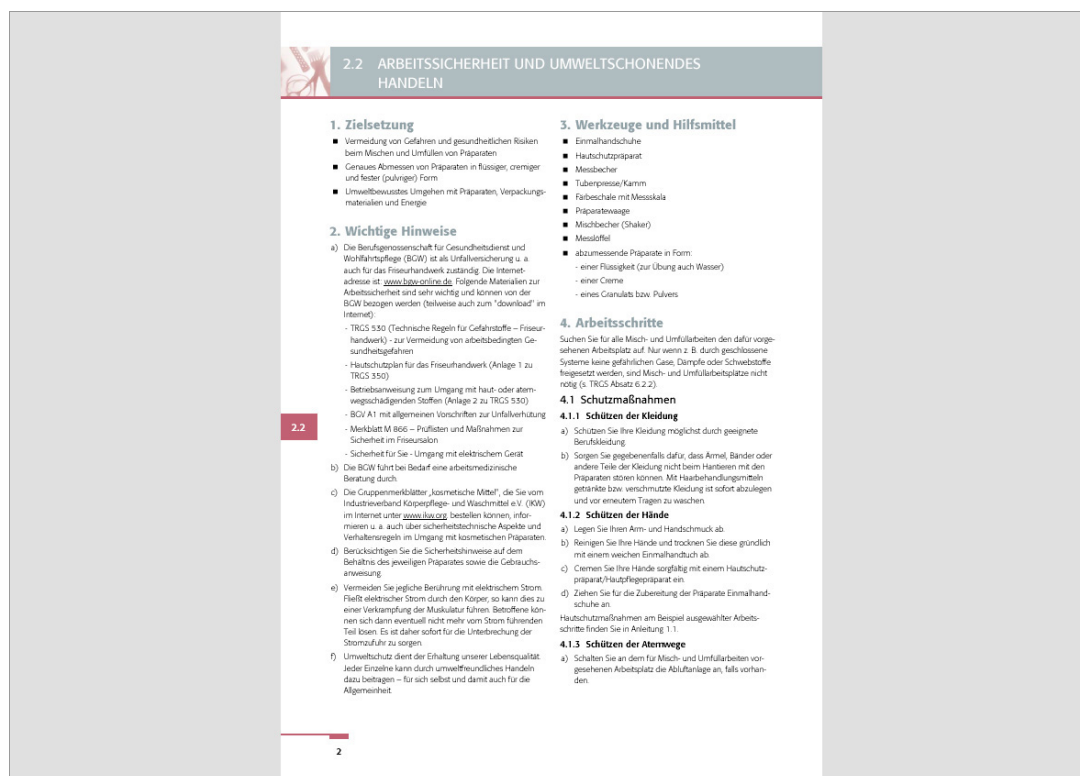 2.2 ARBEITSSICHERHEIT UND UMWELTSCHONENDES
HANDELN
1. Zielsetzung
■ Vermeidung von Gefahren und gesundheitlichen Risiken
beim Mischen und Umfüllen von Präparaten
■ Genaues Abmessen von Präparaten in flüssiger, cremiger
und fester (pulvriger) Form
■ Umweltbewusstes Umgehen mit Präparaten, Verpackungs-
materialien und Energie
2. Wichtige Hinweise
a) Die Berufsgenossenschaft für Gesundheitsdienst und
Wohlfahrtspflege (BGW) ist als Unfallversicherung u. a.
auch für das Friseurhandwerk zuständig. Die Internet-
adresse ist: www.bgw-online.de. Folgende Materialien zur
Arbeitssicherheit sind sehr wichtig und können von der
BGW bezogen werden (teilweise auch zum "download" im
Internet):
- TRGS 530 (Technische Regeln für Gefahrstoffe – Friseur-
handwerk) - zur Vermeidung von arbeitsbedingten Ge-
sundheitsgefahren
- Hautschutzplan für das Friseurhandwerk (Anlage 1 zu
TRGS 350)
- Betriebsanweisung zum Umgang mit haut- oder atem-
wegsschädigenden Stoffen (Anlage 2 zu TRGS 530)
- BGV A1 mit allgemeinen Vorschriften zur Unfallverhütung
- Merkblatt M 866 – Prüflisten und Maßnahmen zur
Sicherheit im Friseursalon
- Sicherheit für Sie - Umgang mit elektrischem Gerät
b) Die BGW führt bei Bedarf eine arbeitsmedizinische
Beratung durch.
c) Die Gruppenmerkblätter „kosmetische Mittel", die Sie vom
Industrieverband Körperpflege- und Waschmittel e.V. (IKW)
im Internet unter www.ikw.org. bestellen können, infor-
mieren u. a. auch über sicherheitstechnische Aspekte und
Verhaltensregeln im Umgang mit kosmetischen Präparaten.
d) Berücksichtigen Sie die Sicherheitshinweise auf dem
Behältnis des jeweiligen Präparates sowie die Gebrauchs-
anweisung.
e) Vermeiden Sie jegliche Berührung mit elektrischem Strom.
Fließt elektrischer Strom durch den Körper, so kann dies zu
einer Verkrampfung der Muskulatur führen. Betroffene kön-
nen sich dann eventuell nicht mehr vom Strom führenden
Teil lösen. Es ist daher sofort für die Unterbrechung der
Stromzufuhr zu sorgen.
f) Umweltschutz dient der Erhaltung unserer Lebensqualität.
Jeder Einzelne kann durch umweltfreundliches Handeln
dazu beitragen – für sich selbst und damit auch für die
Allgemeinheit.
3. Werkzeuge und Hilfsmittel
■ Einmalhandschuhe
■ Hautschutzpräparat
■ Messbecher
■ Tubenpresse/Kamm
■ Färbeschale mit Messskala
■ Präparatewaage
■ Mischbecher (Shaker)
■ Messlöffel
■ abzumessende Präparate in Form:
- einer Flüssigkeit (zur Übung auch Wasser)
- einer Creme
- eines Granulats bzw. Pulvers
4. Arbeitsschritte
Suchen Sie für alle Misch- und Umfüllarbeiten den dafür vorge-
sehenen Arbeitsplatz auf. Nur wenn z. B. durch geschlossene
Systeme keine gefährlichen Gase, Dämpfe oder Schwebstoffe
freigesetzt werden, sind Misch- und Umfüllarbeitsplätze nicht
nötig (s. TRGS Absatz 6.2.2).
4.1 Schutzmaßnahmen
4.1.1 Schützen der Kleidung
a) Schützen Sie Ihre Kleidung möglichst durch geeignete
Berufskleidung.
b) Sorgen Sie gegebenenfalls dafür, dass Ärmel, Bänder oder
andere Teile der Kleidung nicht beim Hantieren mit den
Präparaten stören können. Mit Haarbehandlungsmitteln
getränkte bzw. verschmutzte Kleidung ist sofort abzulegen
und vor erneutem Tragen zu waschen.
4.1.2 Schützen der Hände
a) Legen Sie Ihren Arm- und Handschmuck ab.
b) Reinigen Sie Ihre Hände und trocknen Sie diese gründlich
mit einem weichen Einmalhandtuch ab.
c) Cremen Sie Ihre Hände sorgfältig mit einem Hautschutz-
präparat/Hautpflegepräparat ein.
d) Ziehen Sie für die Zubereitung der Präparate Einmalhand-
schuhe an.
Hautschutzmaßnahmen am Beispiel ausgewählter Arbeits-
schritte finden Sie in Anleitung 1.1.
4.1.3 Schützen der Atemwege
a) Schalten Sie an dem für Misch- und Umfüllarbeiten vor-
gesehenen Arbeitsplatz die Abluftanlage an, falls vorhan-
den.
2.2
2